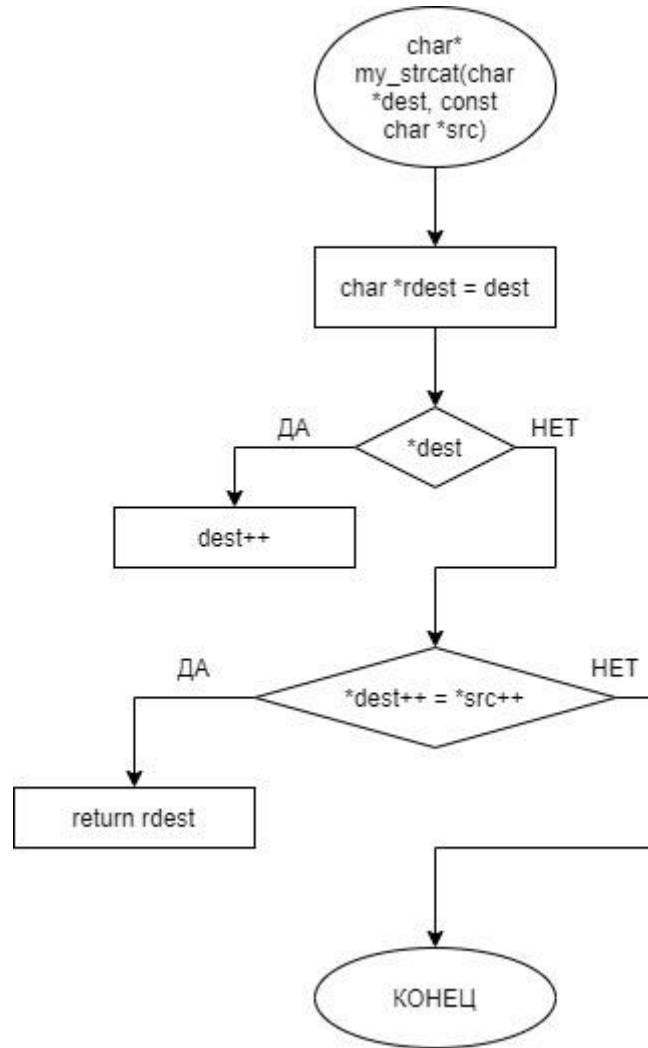 char*
my_strcat(char
*dest, const
char *src)
char *rdest = dest
ДА
*dest
НЕТ
dest++
ДА
*dest++ = *src++
НЕТ
return rdest
КОНЕЦ